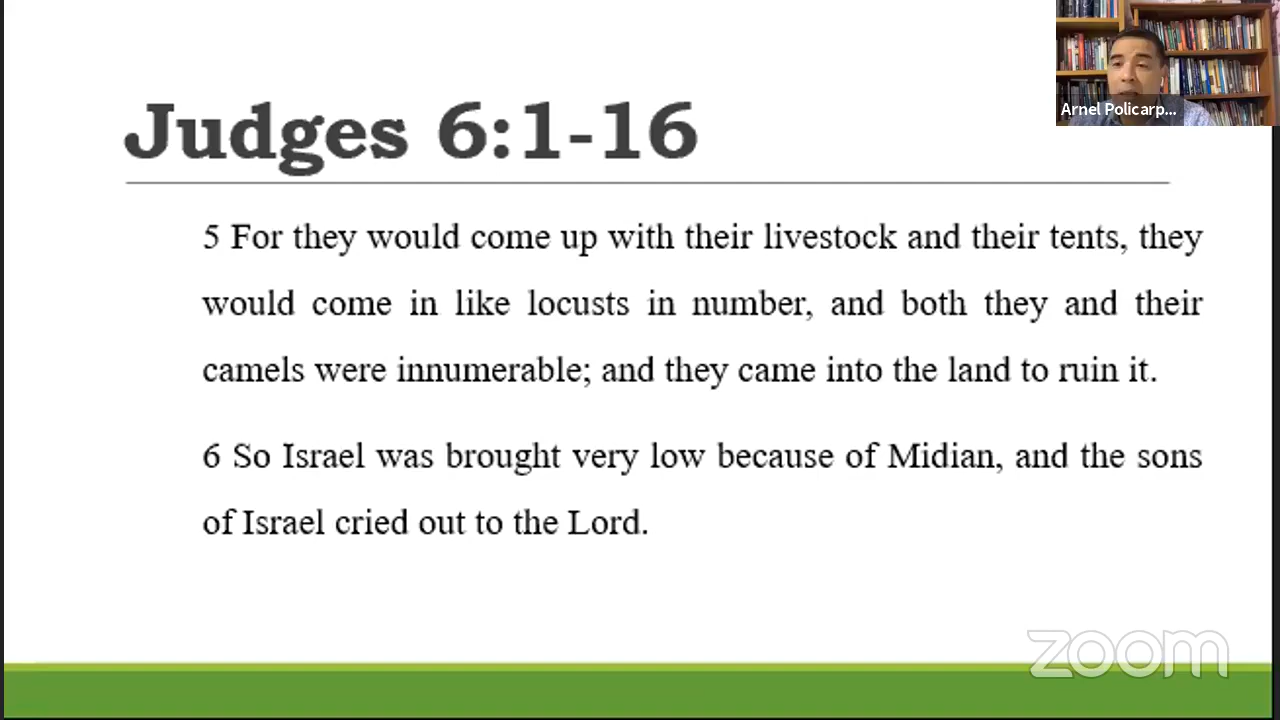 Arnel Policarp...
Judges 6:1-16
5 For they would come up with their livestock and their tents, they
would come in like locusts in number, and both they and their
camels were innumerable; and they came into the land to ruin it.
6 So Israel was brought very low because of Midian, and the sons
of Israel cried out to the Lord.
zoom